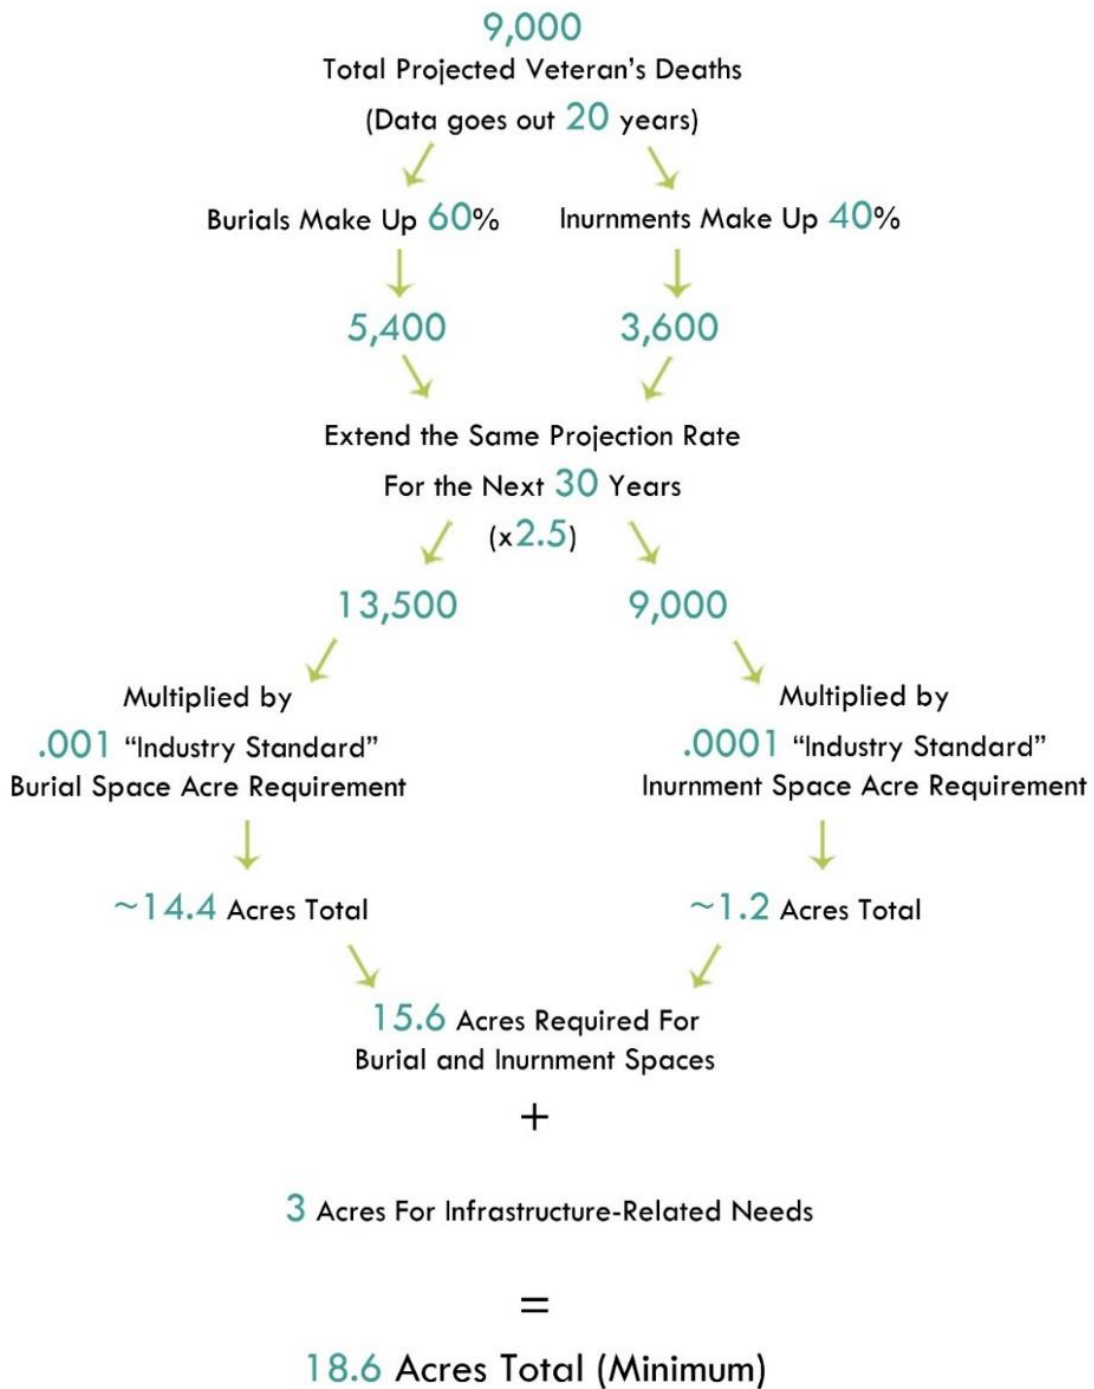 9,000
Total Projected Veteran's Deaths
(Data goes out 20 years)
Burials Make Up 60%
Inurnments Make Up 40%
5,400
3,600
Extend the Same Projection Rate
For the Next 30 Years
(x2.5)
13,500
9,000
Multiplied by
.001 “Industry Standard”
Burial Space Acre Requirement
Multiplied by
.0001 “Industry Standard”
Inurnment Space Acre Requirement
~14.4 Acres Total
~1.2 Acres Total
15.6 Acres Required For
Burial and Inurnment Spaces
+
3 Acres For Infrastructure-Related Needs
=
18.6 Acres Total (Minimum)